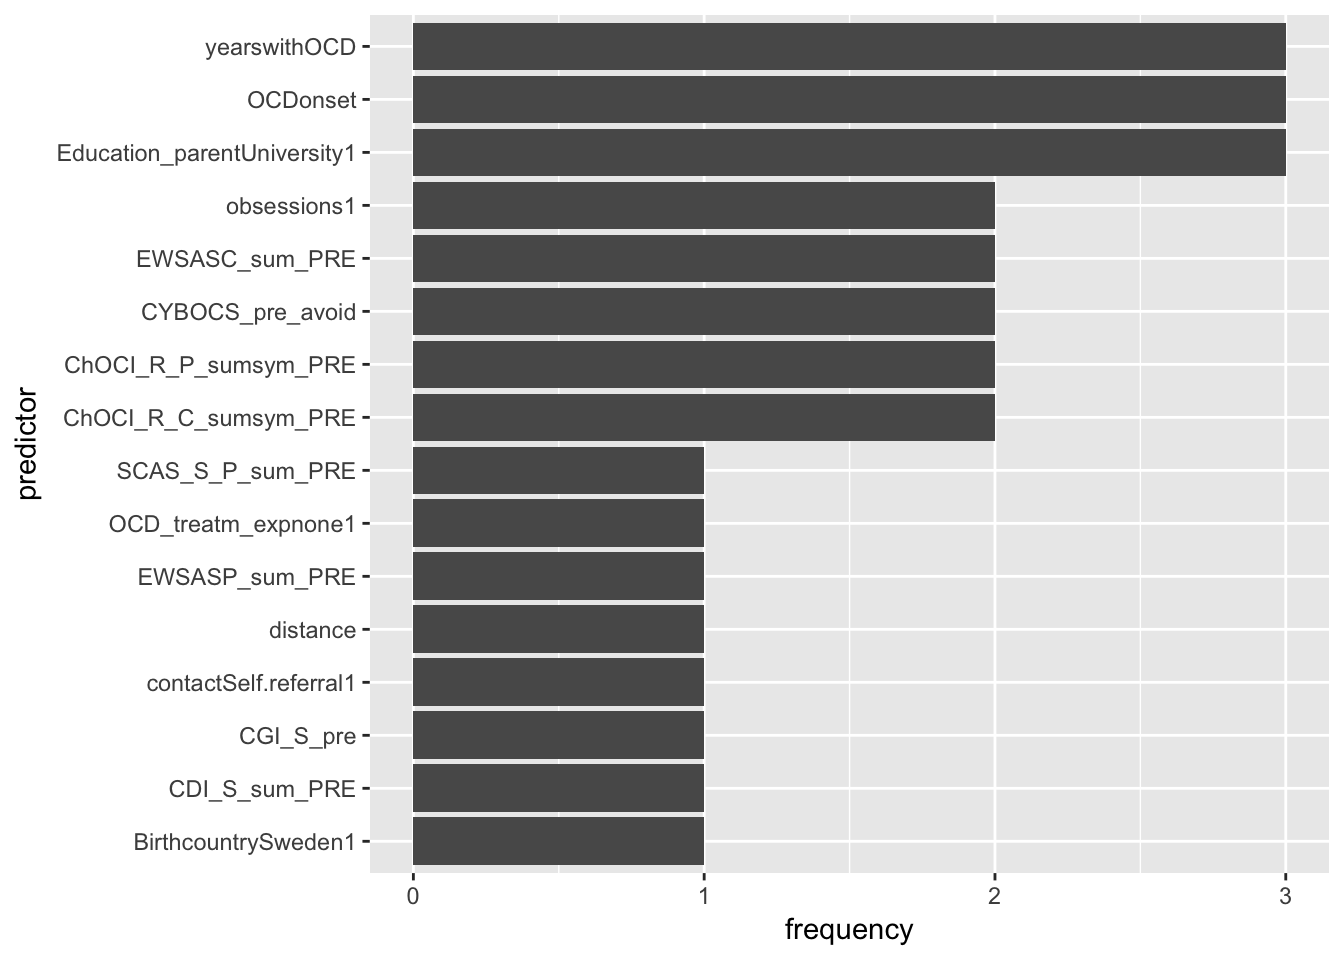 yearswithOCD
OCDonset
Education_parentUniversity1
obsessions1
EWSASC_sum_PRE
CYBOCS_pre_avoid
ChOCI_R_P_sumsym_PRE
ChOCI_R_C_sumsym_PRE
SCAS_S_P_sum_PRE
OCD_treatm_expnone1
EWSASP_sum_PRE
distance
contactSelf.referral1
CGI_S_pre
CDI_S_sum_PRE
BirthcountrySweden1
predictor
0 1 2 3
frequency